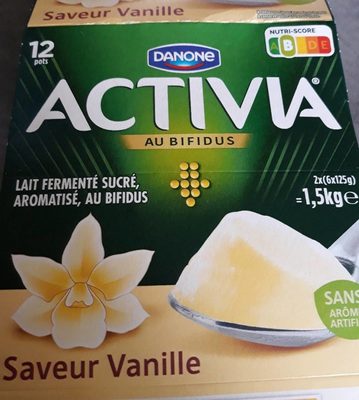 Saveur Vanille
12
pots
DANONE
NUTRI-SCORE
A B C D E
ACTIVIA®
AU BIFIDUS
LAIT FERMENTÉ SUCRÉ,
AROMATISÉ, AU BIFIDUS
2x(6x125g)
=1,5kg e
SANS
ARÔM
ARTIFI
Saveur Vanille